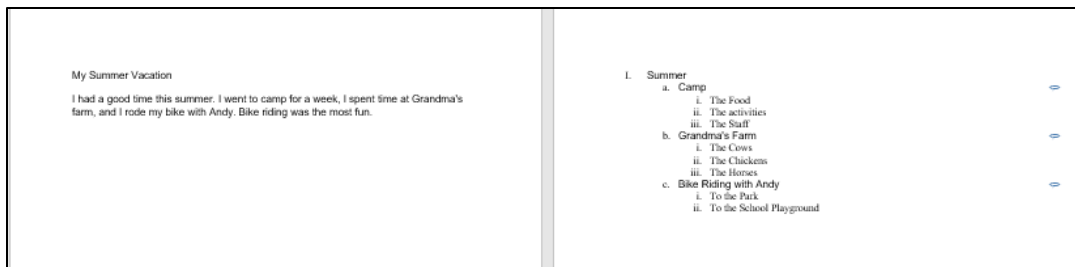 My Summer Vacation
I had a good time this summer. I went to camp for a week, I spent time at Grandma's
farm, and I rode my bike with Andy. Bike riding was the most fun.
I. Summer
a. Camp
i. The Food
ii. The activities
iii. The Staff
b. Grandma's Farm
i. The Cows
ii. The Chickens
iii. The Horses
c. Bike Riding with Andy
i. To the Park
ii. To the School Playground